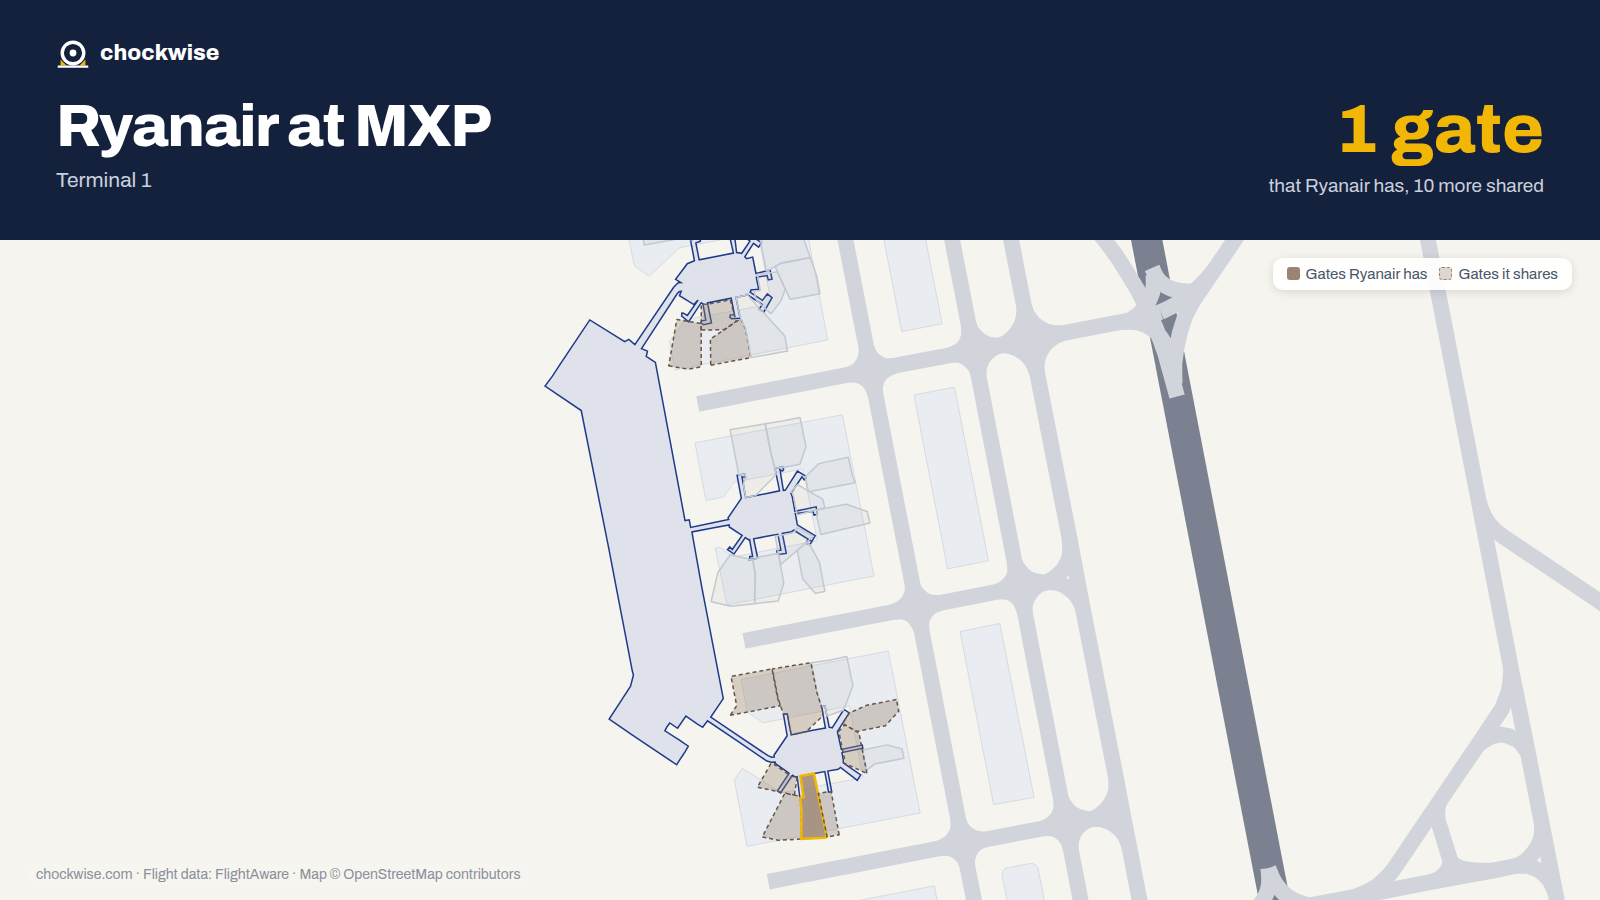 chockwise
Ryanair at MXP
Terminal 1
1 gate
that Ryanair has, 10 more shared
Gates Ryanair has
Gates it shares
chockwise.com · Flight data: FlightAware · Map © OpenStreetMap contributors